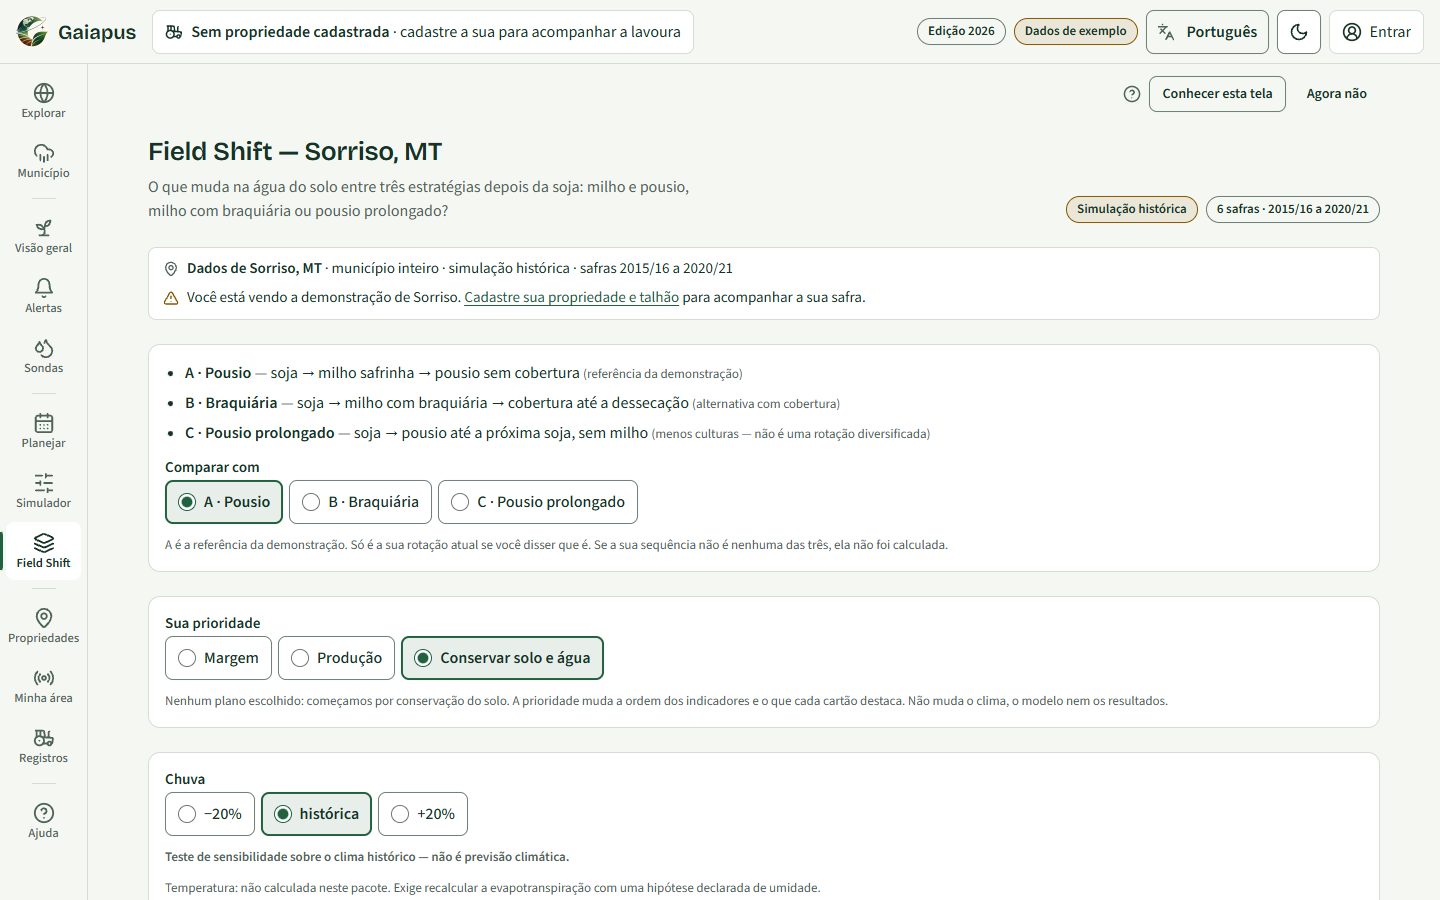 Gaiapus
Sem propriedade cadastrada · cadastre a sua para acompanhar a lavoura
Edição 2026
Dados de exemplo
Português
Entrar
Explorar
Município
Visão geral
Alertas
Sondas
Planejar
Simulador
Field Shift
Propriedades
Minha área
Registros
Ajuda
Conhecer esta tela
Agora não
Field Shift — Sorriso, MT
O que muda na água do solo entre três estratégias depois da soja: milho e pousio,
milho com braquiária ou pousio prolongado?
Simulação histórica
6 safras · 2015/16 a 2020/21
Dados de Sorriso, MT · município inteiro · simulação histórica · safras 2015/16 a 2020/21
Você está vendo a demonstração de Sorriso. Cadastre sua propriedade e talhão para acompanhar a sua safra.
• A · Pousio — soja → milho safrinha → pousio sem cobertura (referência da demonstração)
• B · Braquiária — soja → milho com braquiária → cobertura até a dessecação (alternativa com cobertura)
• C · Pousio prolongado — soja → pousio até a próxima soja, sem milho (menos culturas — não é uma rotação diversificada)
Comparar com
A · Pousio
B · Braquiária
C · Pousio prolongado
A é a referência da demonstração. Só é a sua rotação atual se você disser que é. Se a sua sequência não é nenhuma das três, ela não foi calculada.
Sua prioridade
Margem
Produção
Conservar solo e água
Nenhum plano escolhido: começamos por conservação do solo. A prioridade muda a ordem dos indicadores e o que cada cartão destaca. Não muda o clima, o modelo nem os resultados.
Chuva
−20%
histórica
+20%
Teste de sensibilidade sobre o clima histórico — não é previsão climática.
Temperatura: não calculada neste pacote. Exige recalcular a evapotranspiração com uma hipótese declarada de umidade.